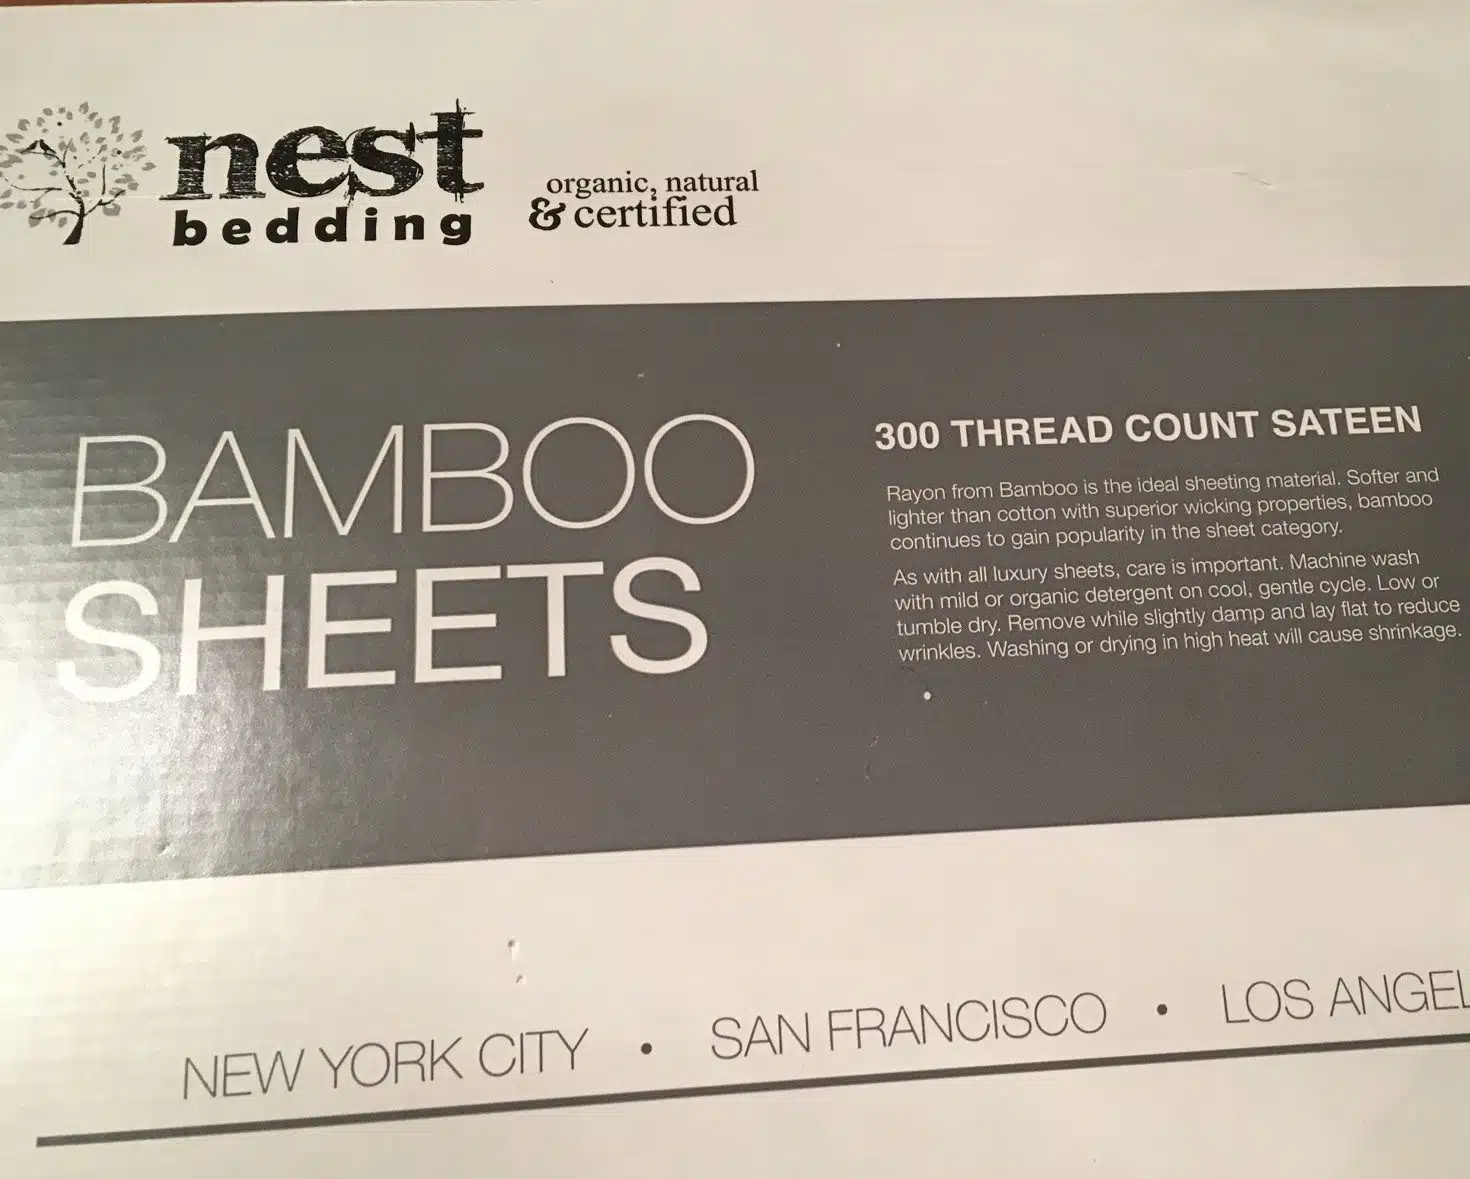 nest
bedding
organic, natural
& certified
BAMBOO
SHEETS
300 THREAD COUNT SATEEN
Rayon from Bamboo is the ideal sheeting material. Softer and
lighter than cotton with superior wicking properties, bamboo
continues to gain popularity in the sheet category.
As with all luxury sheets, care is important. Machine wash
with mild or organic detergent on cool, gentle cycle. Low or
tumble dry. Remove while slightly damp and lay flat to reduce
wrinkles. Washing or drying in high heat will cause shrinkage.
NEW YORK CITY • SAN FRANCISCO • LOS ANGEL